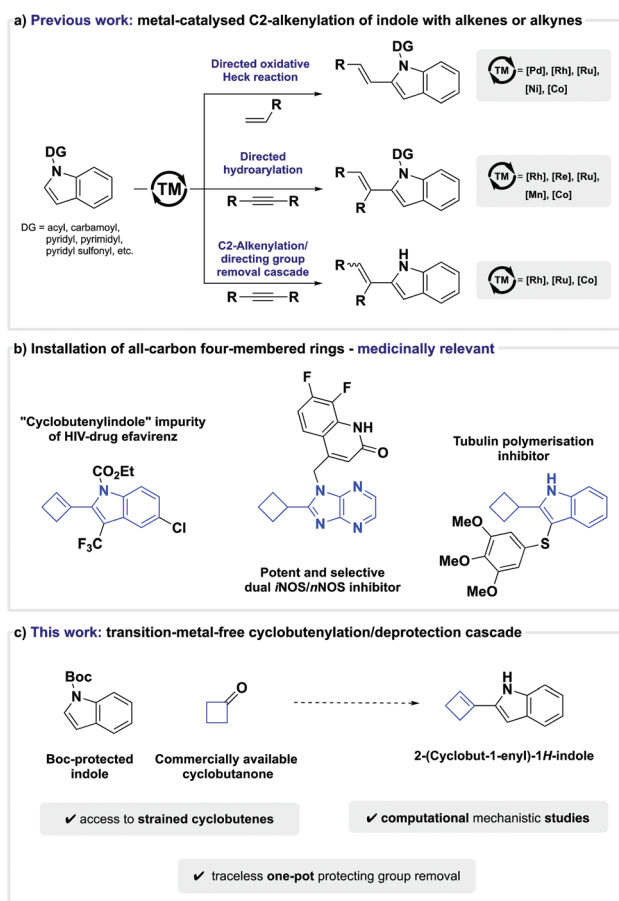 a) Previous work: metal-catalysed C2-alkenylation of indole with alkenes or alkynes
DG
N
DG = acyl, carbamoyl,
pyridyl, pyrimidyl,
pyridyl sulfonyl, etc.
TM
Directed oxidative
Heck reaction
R
R
DG
N
TM = [Pd], [Rh], [Ru],
[Ni], [Co]
Directed
hydroarylation
R R
R
R
DG
N
TM = [Rh], [Re], [Ru],
[Mn], [Co]
C2-Alkenylation/
directing group
removal cascade
R R
R
R
H
N
TM = [Rh], [Ru], [Co]
b) Installation of all-carbon four-membered rings - medicinally relevant
"Cyclobutenylindole" impurity
of HIV-drug efavirenz
CO2Et
N
F3C
Cl
F
F
NH
O
N
N
N
N
Potent and selective
dual iNOS/nNOS inhibitor
Tubulin polymerisation
inhibitor
H
N
S
MeO
MeO
MeO
c) This work: transition-metal-free cyclobutenylation/deprotection cascade
Boc
N
O
H
N
Boc-protected
indole
Commercially available
cyclobutanone
2-(Cyclobut-1-enyl)-1H-indole
✔ access to strained cyclobutenes
✔ computational mechanistic studies
✔ traceless one-pot protecting group removal